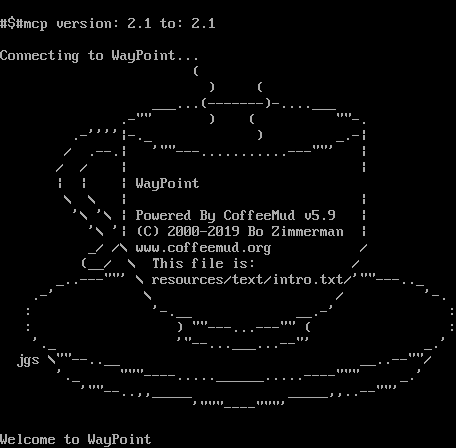 #$#mcp version: 2.1 to: 2.1
Connecting to WayPoint...
WayPoint
Powered By CoffeeMud v5.9
(C) 2000-2019 Bo Zimmerman
www.coffeemud.org
This file is:
resources/text/intro.txt
jgs
Welcome to WayPoint